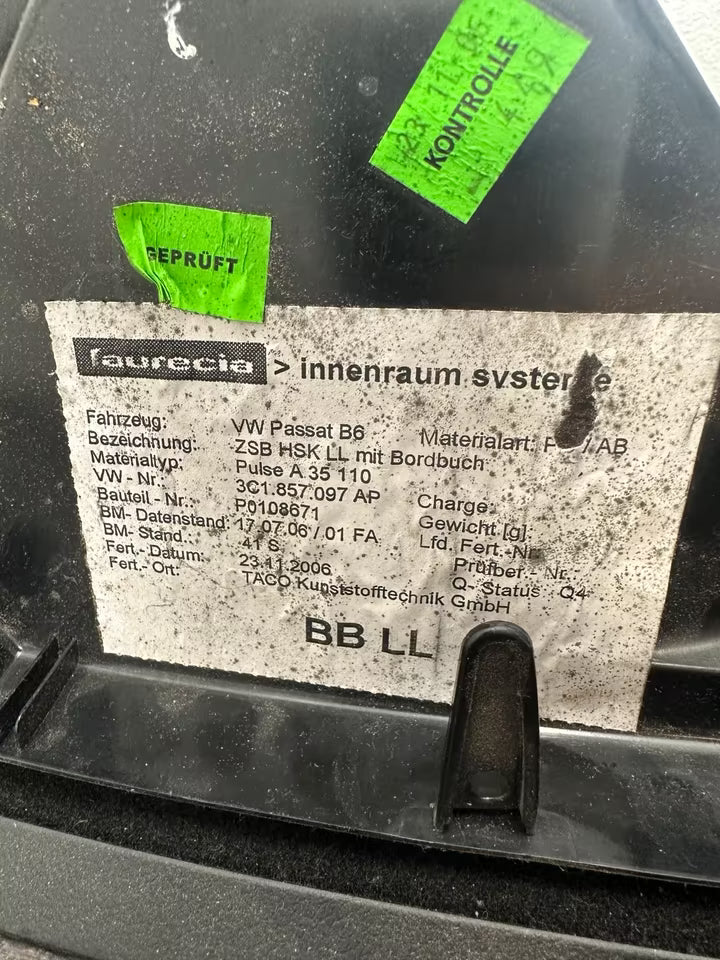 KONTROLLE
GEPRÜFT
faurecia > innenraum
Fahrzeug: VW Passat B6 Materialart: / AB
Bezeichnung: ZSB HSK LL mit Bordbuch
Materialtyp: Pulse A 35 110
VW - Nr.: 3C1.857.097 AP Charge:
Bauteil - Nr.: P0108671 Gewicht [g]:
BM- Datenstand: 17.07.06 / .01 FA Lfd. Fert.-Nr.
BM- Stand.: 41 S Prüfber - Nr.
Fert.- Datum: 23.11.2006 Q- Status : Q4
Fert.- Ort: TACO Kunststofftechnik GmbH
BB LL